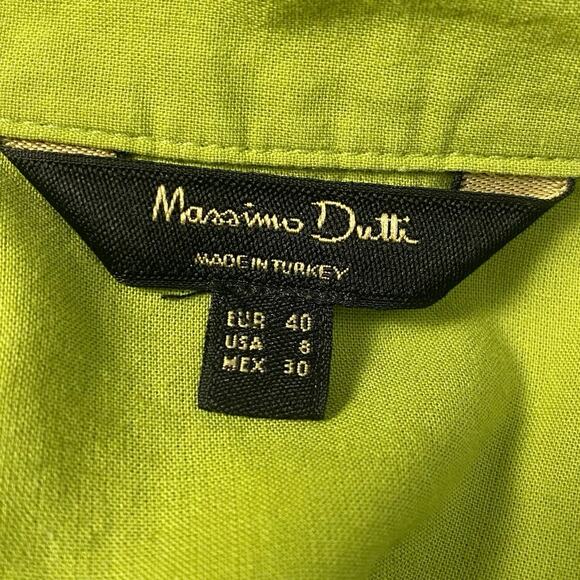 Massimo Dutti
MADE IN TURKEY
EUR 40
USA 8
MEX 30